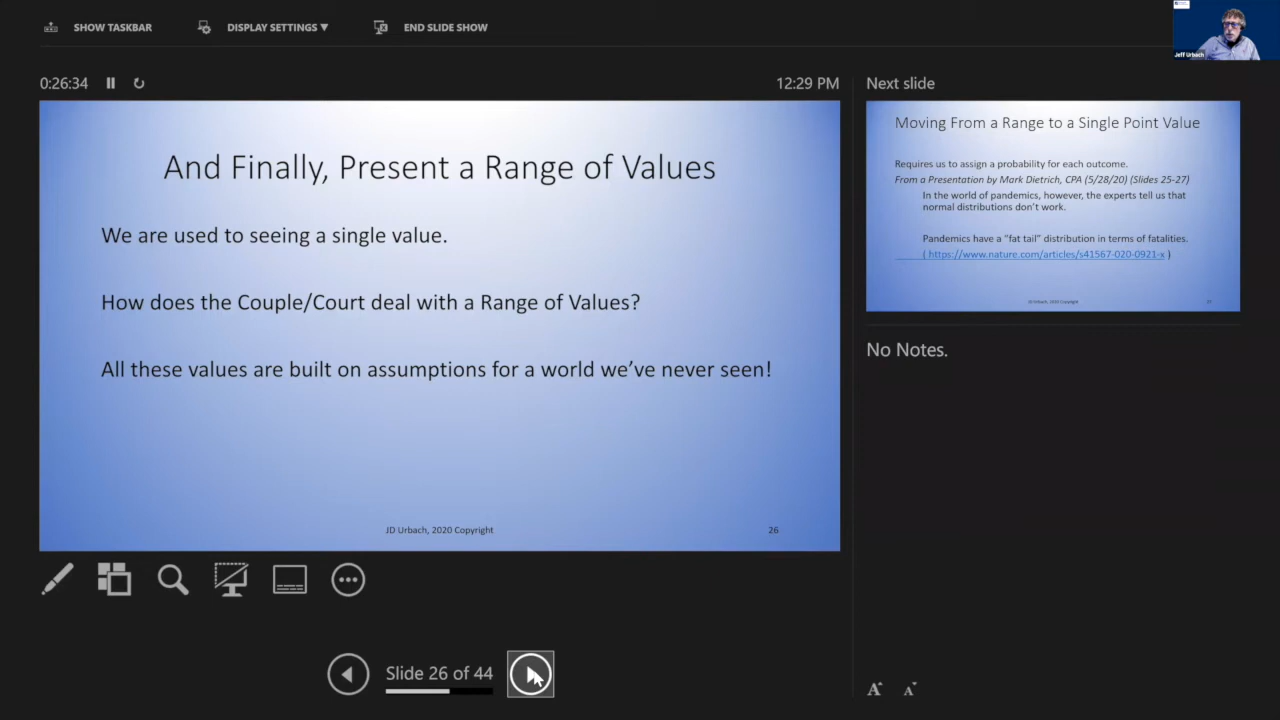 SHOW TASKBAR
DISPLAY SETTINGS ▼
END SLIDE SHOW
Jeff Urbach
0:26:34
12:29 PM
And Finally, Present a Range of Values
We are used to seeing a single value.
How does the Couple/Court deal with a Range of Values?
All these values are built on assumptions for a world we’ve never seen!
JD Urbach, 2020 Copyright
26
Slide 26 of 44
Next slide
Moving From a Range to a Single Point Value
Requires us to assign a probability for each outcome.
From a Presentation by Mark Dietrich, CPA (5/28/20) (Slides 25-27)
In the world of pandemics, however, the experts tell us that
normal distributions don’t work.
Pandemics have a “fat tail” distribution in terms of fatalities.
( https://www.nature.com/articles/s41567-020-0921-x )
JD Urbach, 2020 Copyright
27
No Notes.
A
A